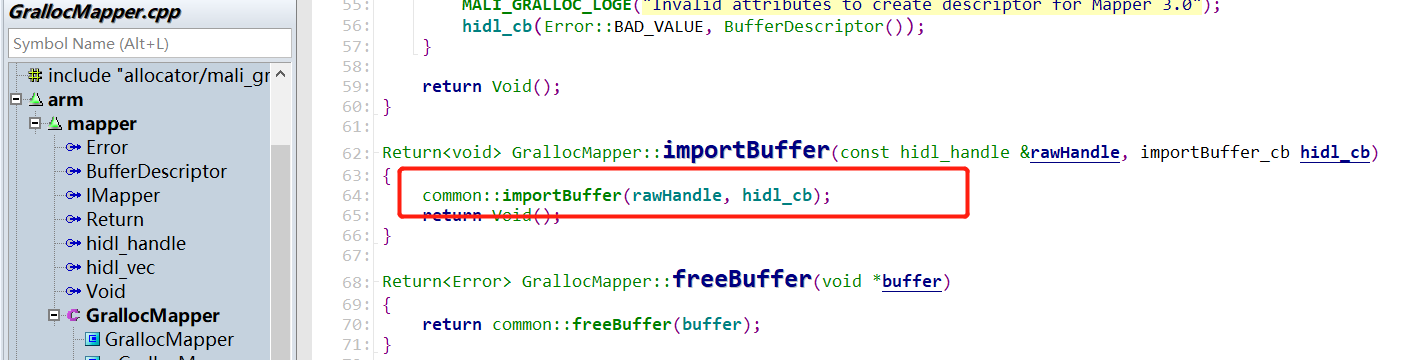 GrallocMapper.cpp
Symbol Name (Alt+L)
include "allocator/mali_gr
arm
mapper
Error
BufferDescriptor
IMapper
Return
hidl_handle
hidl_vec
Void
GrallocMapper
GrallocMapper
55: MALI_GRALLOC_LOGE("Invalid attributes to create descriptor for Mapper 3.0");
56: hidl_cb(Error::BAD_VALUE, BufferDescriptor());
57: }
58:
59: return Void();
60: }
61:
62: Return<void> GrallocMapper::importBuffer(const hidl_handle &rawHandle, importBuffer_cb hidl_cb)
63: {
64: common::importBuffer(rawHandle, hidl_cb);
65: return Void();
66: }
67:
68: Return<Error> GrallocMapper::freeBuffer(void *buffer)
69: {
70: return common::freeBuffer(buffer);
71: }